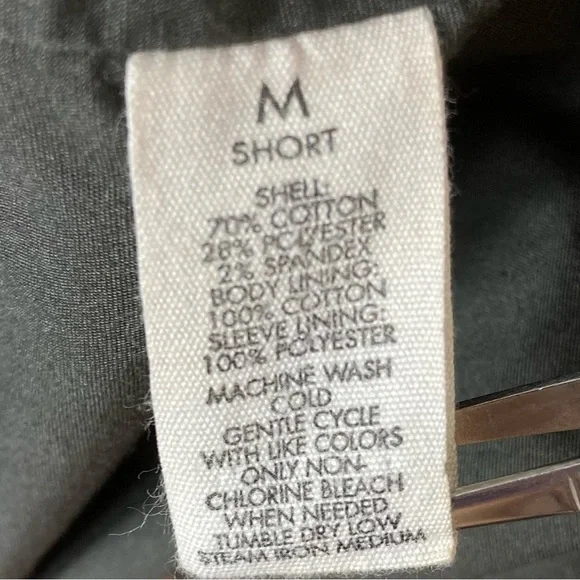 M
SHORT
SHELL:
70% COTTON
28% POLYESTER
2% SPANDEX
BODY LINING:
100% COTTON
SLEEVE LINING:
100% POLYESTER
MACHINE WASH
COLD
GENTLE CYCLE
WITH LIKE COLORS
ONLY NON-
CHLORINE BLEACH
WHEN NEEDED
TUMBLE DRY LOW
STEAM IRON MEDIUM